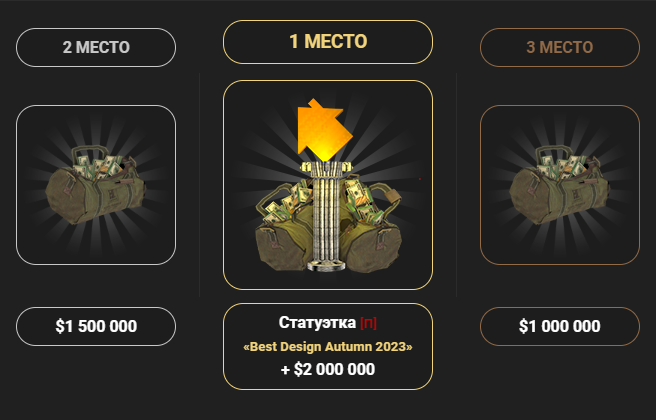 2 МЕСТО
1 МЕСТО
3 МЕСТО
$1 500 000
Статуэтка [П]
«Best Design Autumn 2023»
+ $2 000 000
$1 000 000